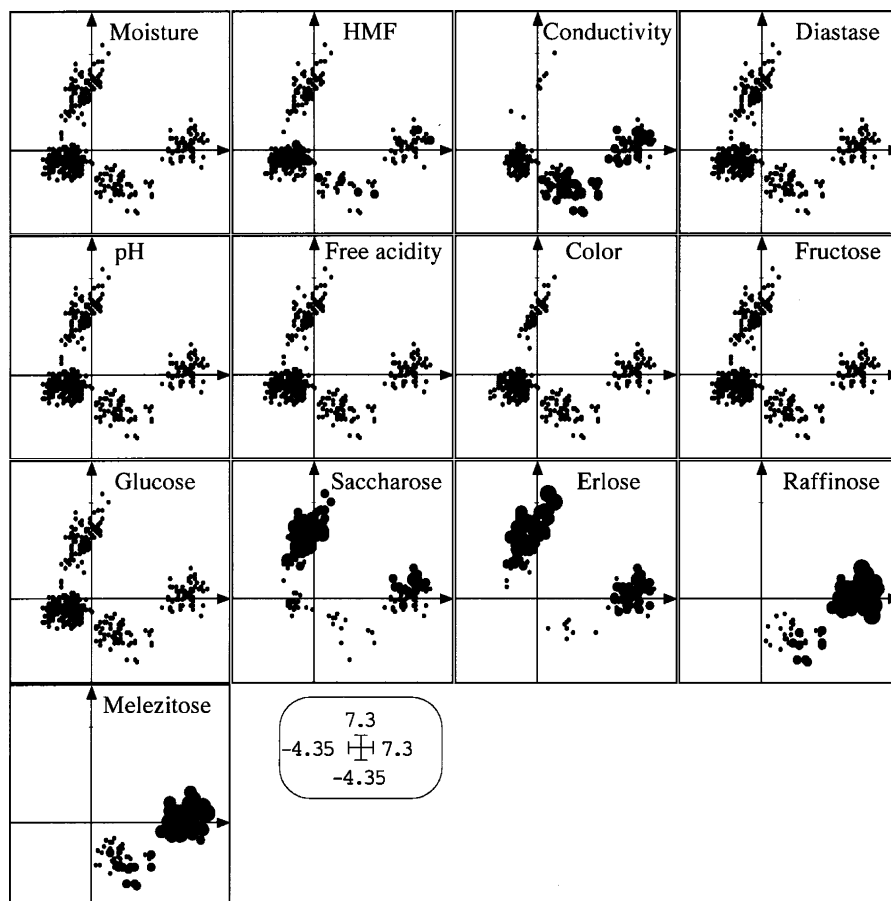 Moisture
HMF
Conductivity
Diastase
pH
Free acidity
Color
Fructose
Glucose
Saccharose
Erlose
Raffinose
Melezitose
7.3
-4.35 7.3
-4.35